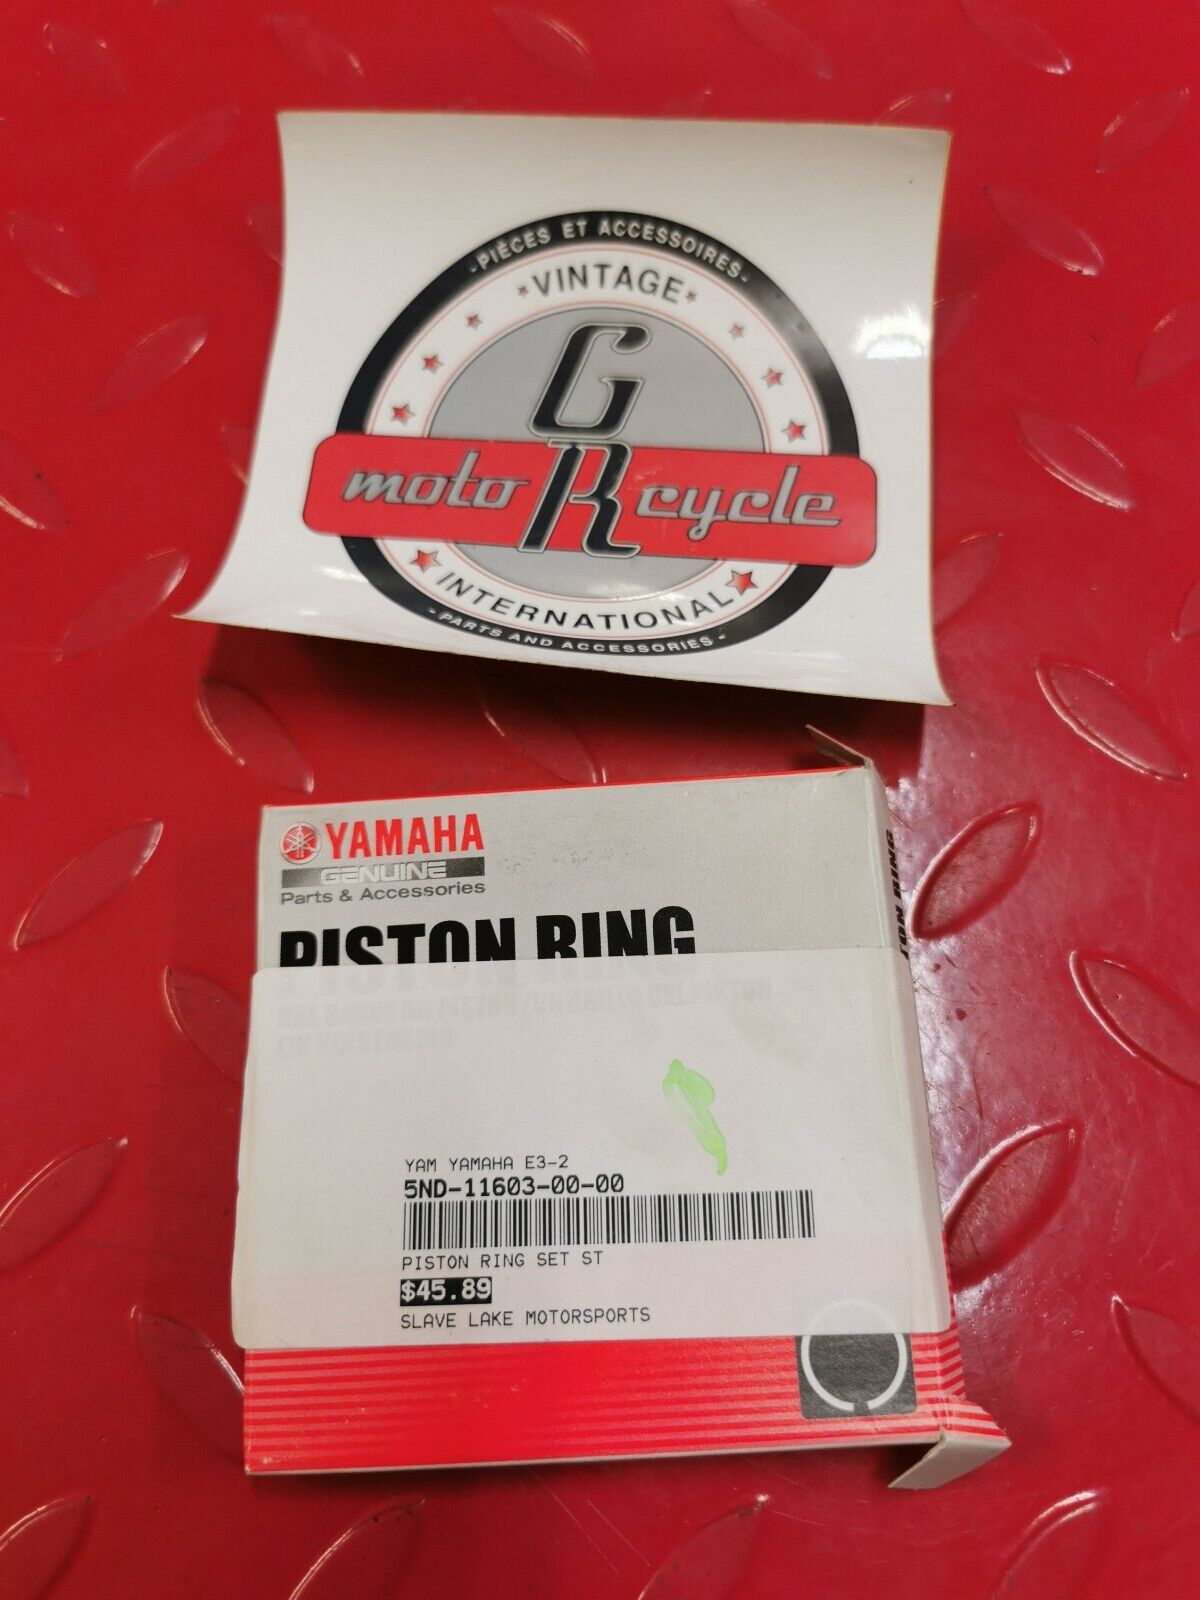 - PIÈCES ET ACCESSOIRES -
VINTAGE
G
moto R cycle
INTERNATIONAL
- PARTS AND ACCESSORIES -
YAMAHA
GENUINE
Parts & Accessories
PISTON RING
YAM YAMAHA E3-2
5ND-11603-00-00
PISTON RING SET ST
$45.89
SLAVE LAKE MOTORSPORTS